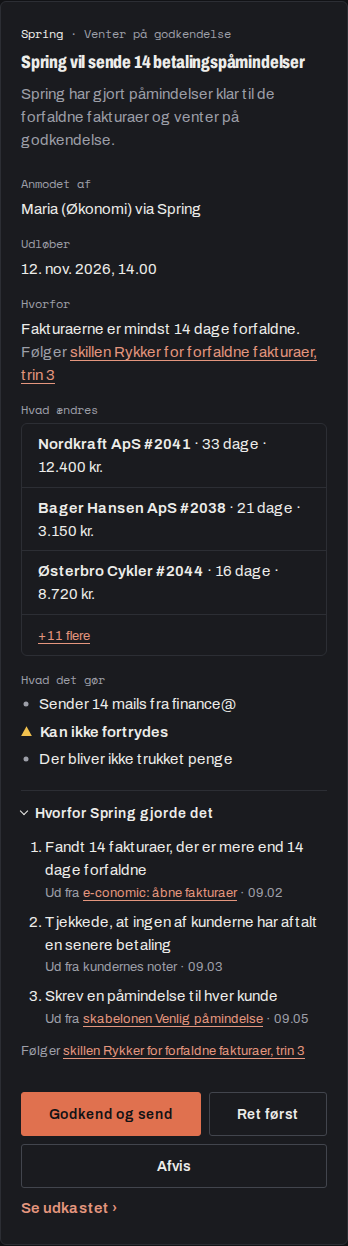 Spring · Venter på godkendelse
Spring vil sende 14 betalingspåmindelser
Spring har gjort påmindelser klar til de
forfaldne fakturaer og venter på
godkendelse.
Anmodet af
Maria (Økonomi) via Spring
Udløber
12. nov. 2026, 14.00
Hvorfor
Fakturaerne er mindst 14 dage forfaldne.
Følger skillen Rykker for forfaldne fakturaer,
trin 3
Hvad ændres
Nordkraft ApS #2041 · 33 dage ·
12.400 kr.
Bager Hansen ApS #2038 · 21 dage ·
3.150 kr.
Østerbro Cykler #2044 · 16 dage ·
8.720 kr.
+11 flere
Hvad det gør
Sender 14 mails fra finance@
Kan ikke fortrydes
Der bliver ikke trukket penge
Hvorfor Spring gjorde det
1. Fandt 14 fakturaer, der er mere end 14
dage forfaldne
Ud fra e-conomic: åbne fakturaer · 09.02
2. Tjekkede, at ingen af kunderne har aftalt
en senere betaling
Ud fra kundernes noter · 09.03
3. Skrev en påmindelse til hver kunde
Ud fra skabelonen Venlig påmindelse · 09.05
Følger skillen Rykker for forfaldne fakturaer, trin 3
Godkend og send
Ret først
Afvis
Se udkastet ›